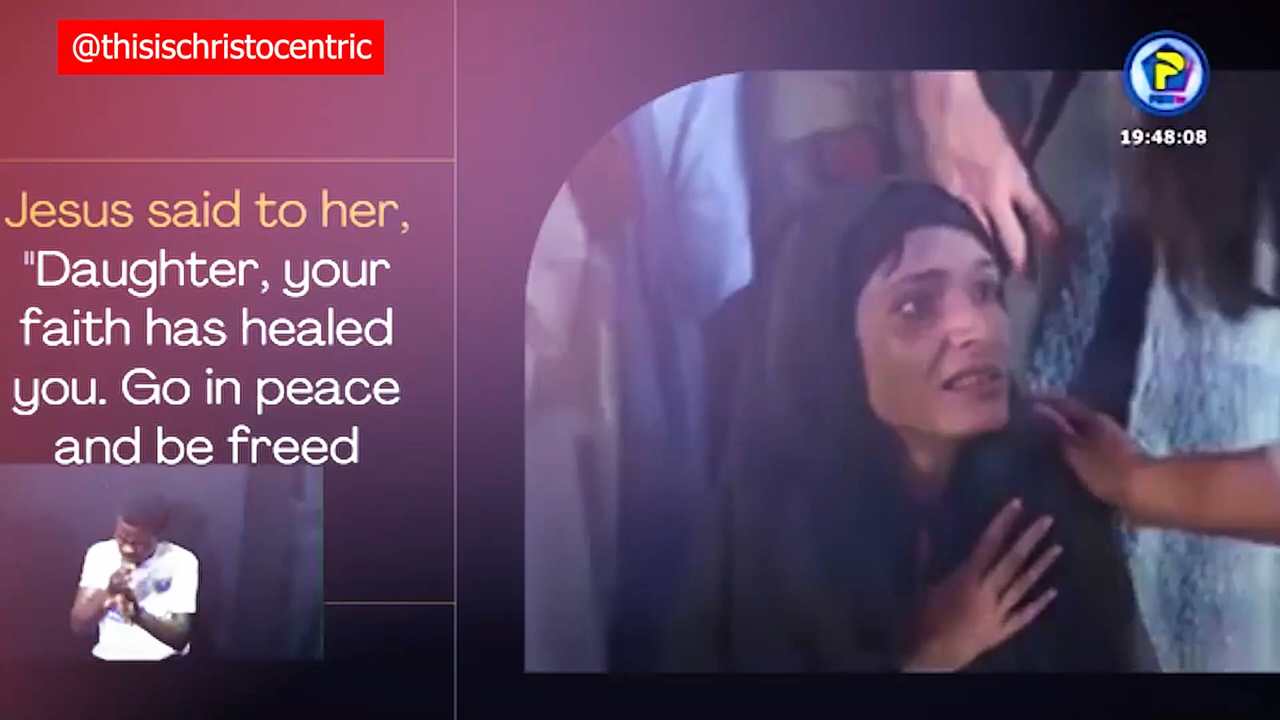 @thisischristocentric
19:48:08
Jesus said to her,
"Daughter, your
faith has healed
you. Go in peace
and be freed